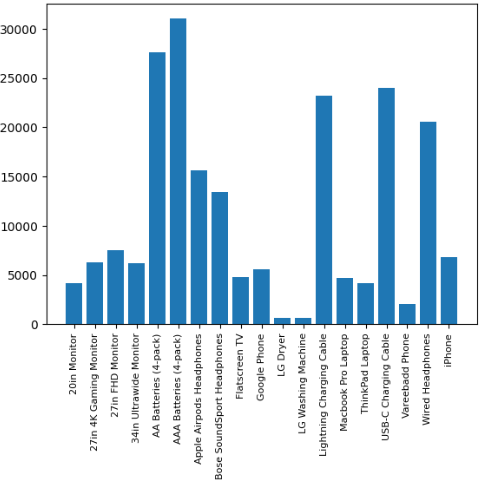 30000
25000
20000
15000
10000
5000
0
20in Monitor
27in 4K Gaming Monitor
27in FHD Monitor
34in Ultrawide Monitor
AA Batteries (4-pack)
AAA Batteries (4-pack)
Apple Airpods Headphones
Bose SoundSport Headphones
Flatscreen TV
Google Phone
LG Dryer
LG Washing Machine
Lightning Charging Cable
Macbook Pro Laptop
ThinkPad Laptop
USB-C Charging Cable
Vareebadd Phone
Wired Headphones
iPhone